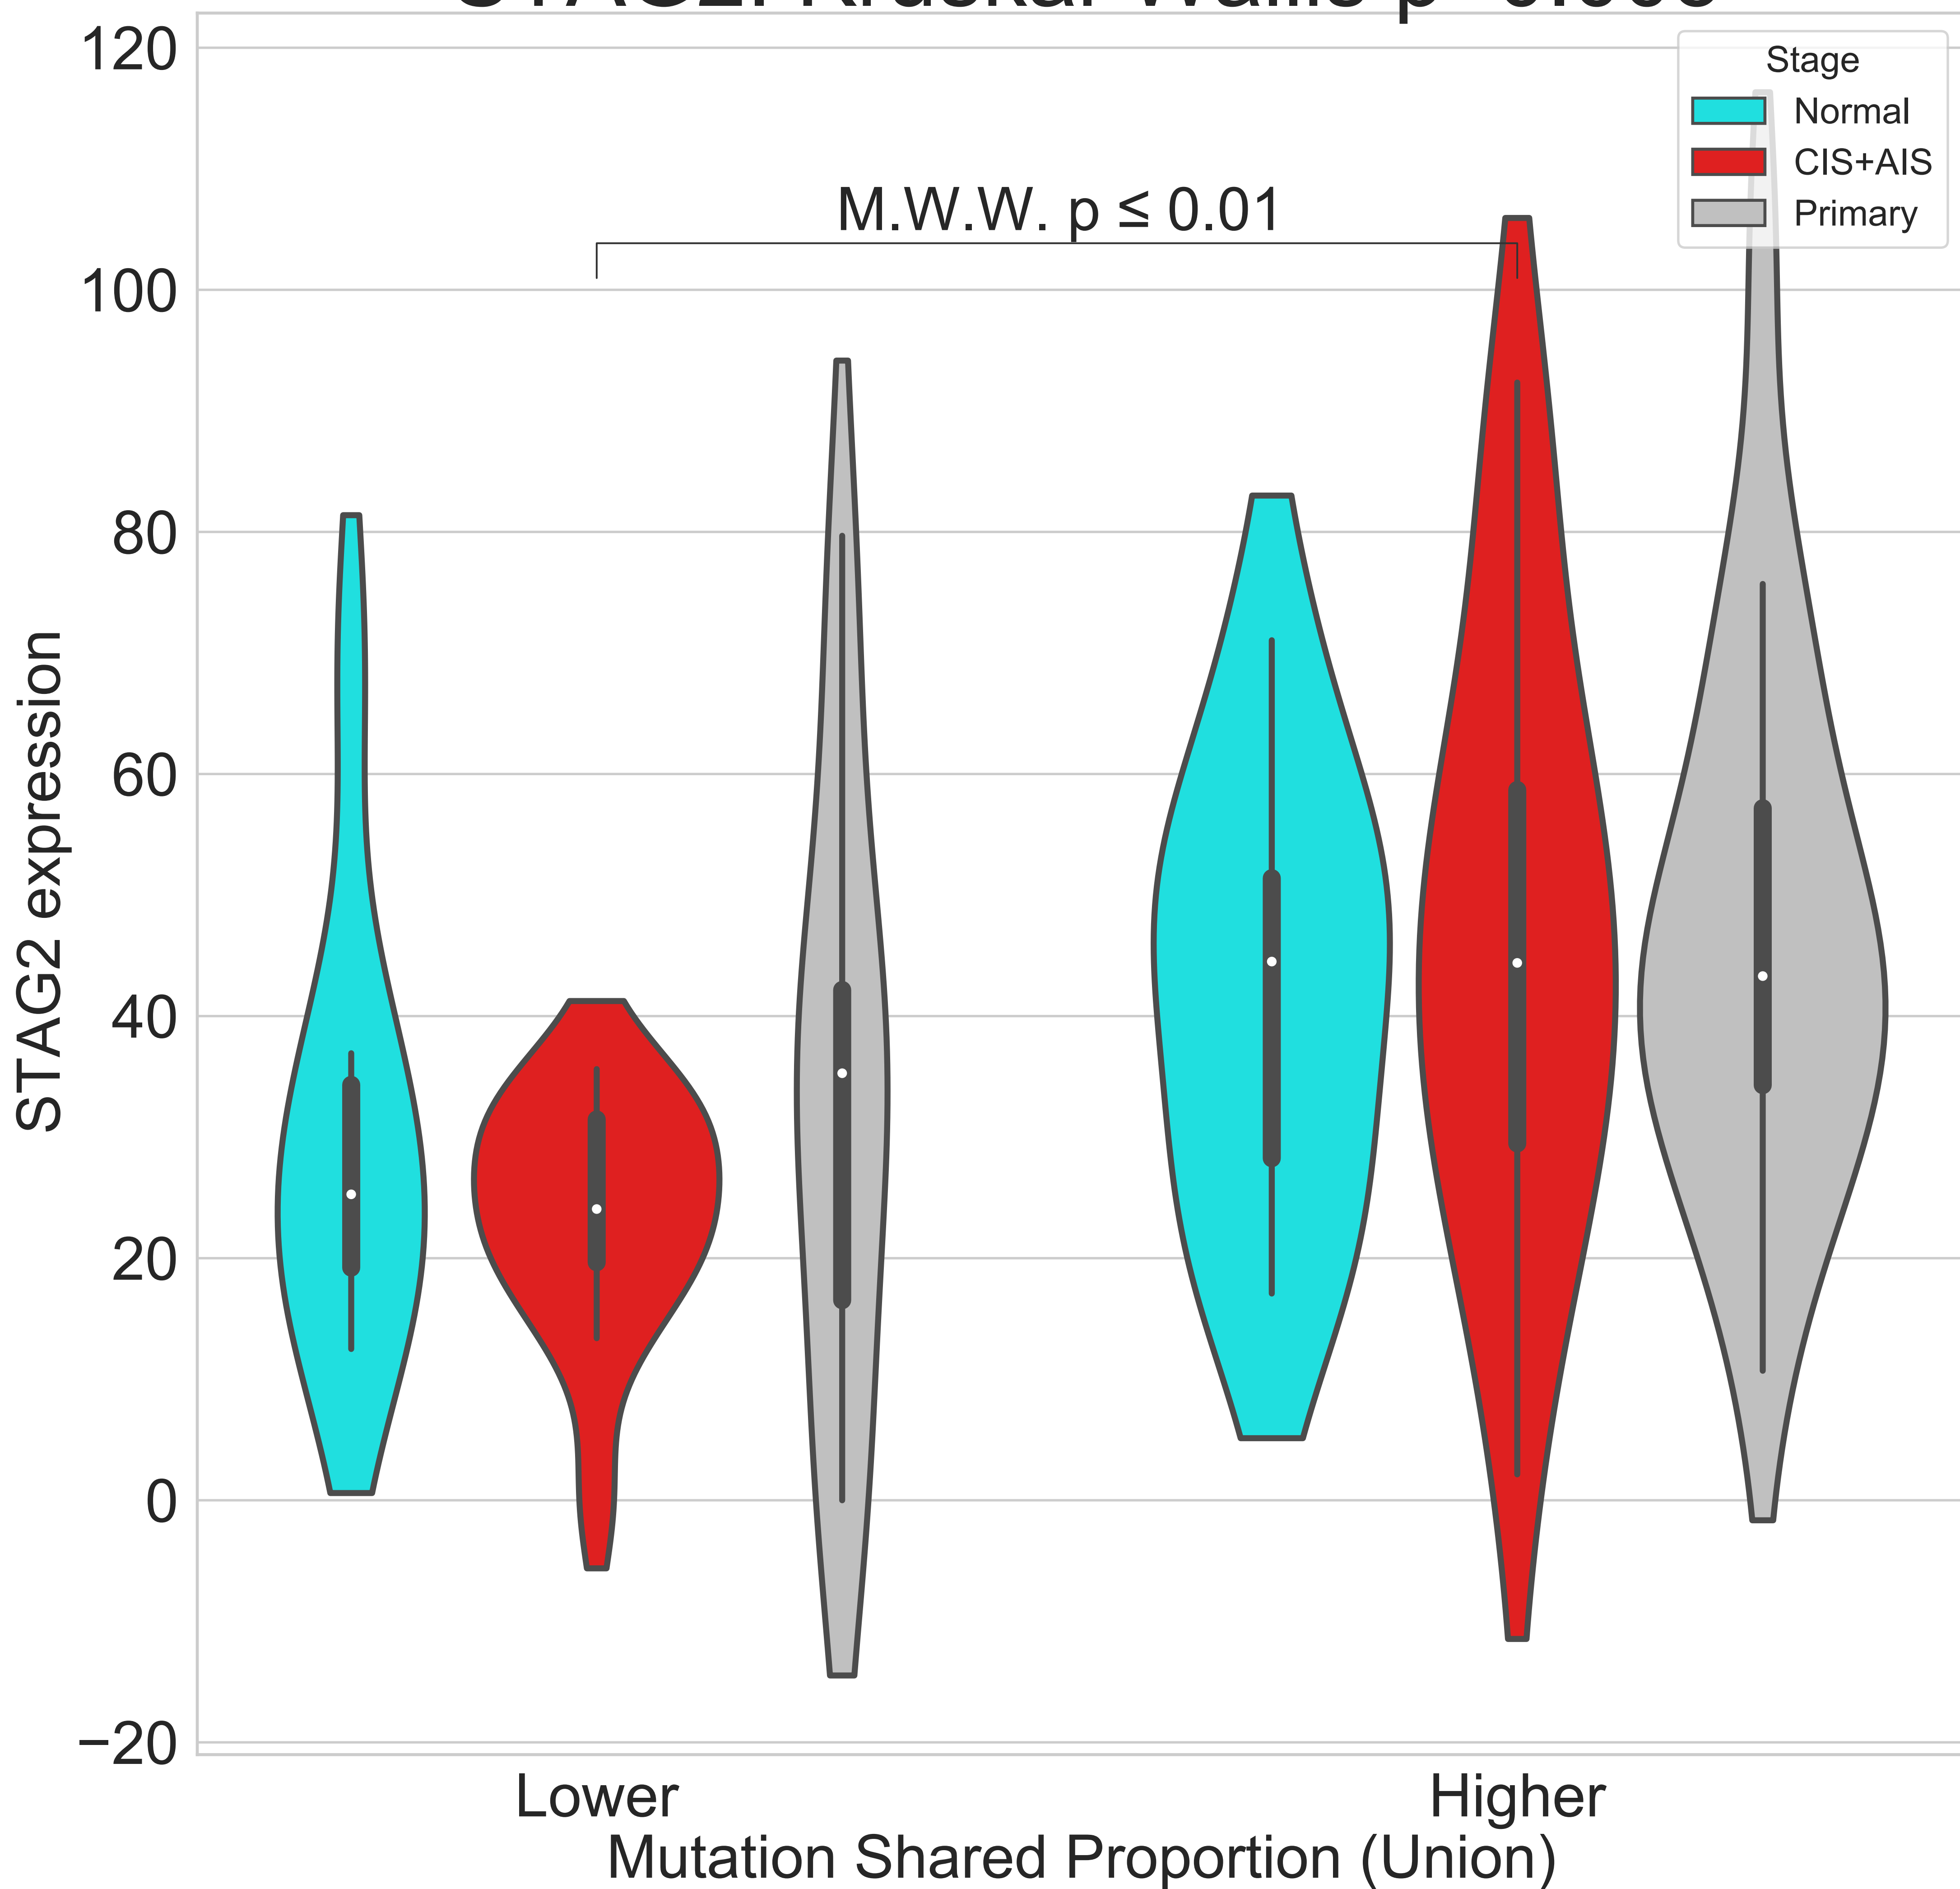 120
Stage
Normal
CIS+AIS
Primary
M.W.W. p ≤ 0.01
100
80
60
40
20
0
−20
STAG2 expression
Lower
Higher
Mutation Shared Proportion (Union)